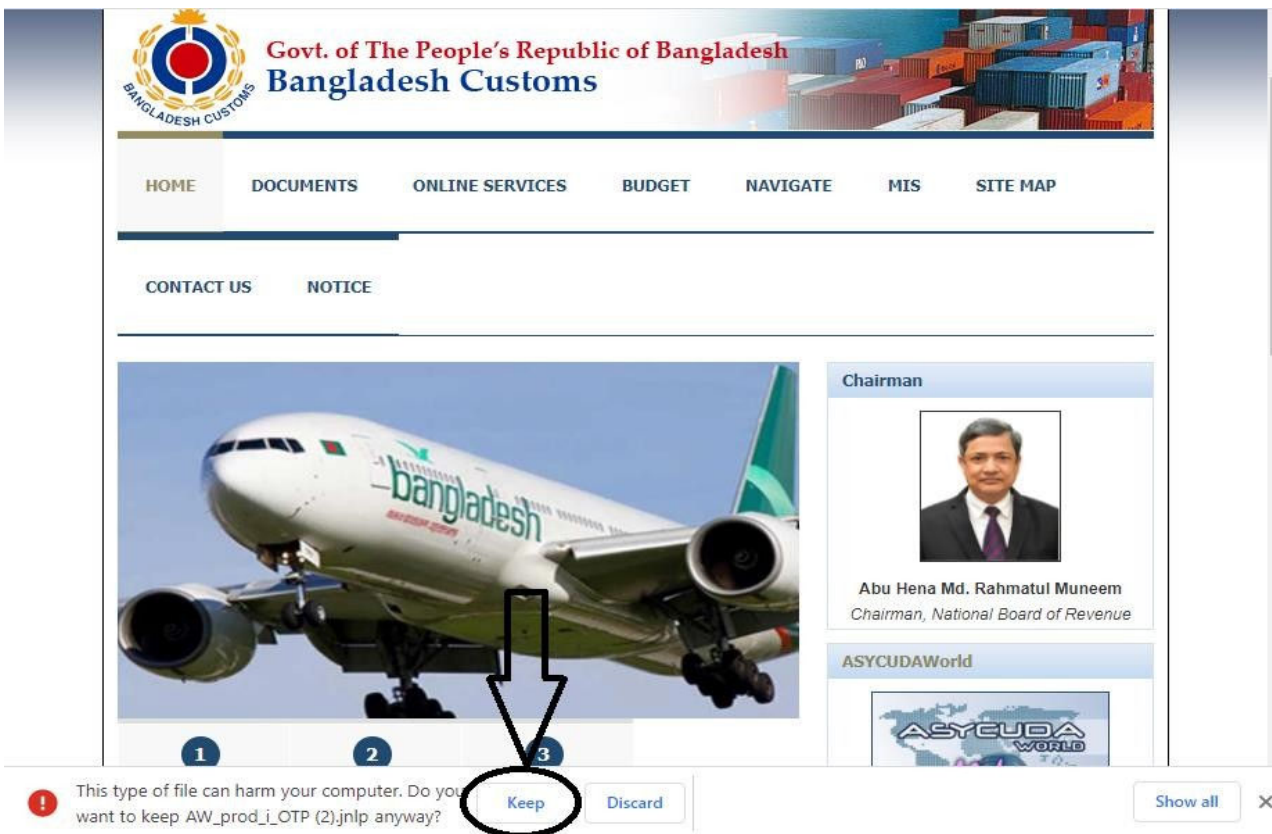 Govt. of The People's Republic of Bangladesh
Bangladesh Customs
BANGLADESH CUSTOMS
HOME DOCUMENTS ONLINE SERVICES BUDGET NAVIGATE MIS SITE MAP
CONTACT US NOTICE
bangladesh
Chairman
Abu Hena Md. Rahmatul Muneem
Chairman, National Board of Revenue
ASYCUDAWorld
ASYCUDA
WORLD
1 2 3
This type of file can harm your computer. Do you
want to keep AW_prod_i_OTP (2).jnlp anyway?
Keep Discard
Show all